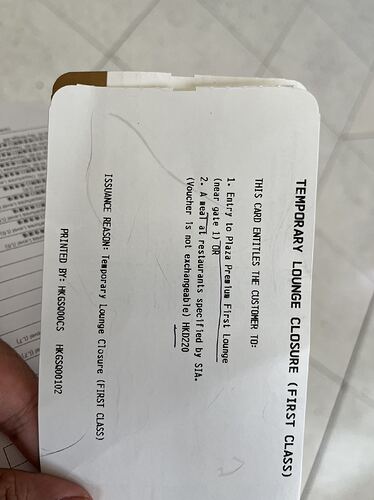 TEMPORARY LOUNGE CLOSURE (FIRST CLASS)
THIS CARD ENTITLES THE CUSTOMER TO:
1. Entry to Plaza Premium First Lounge
(near gate 1) OR
2. A meal at restaurants specified by SIA.
(Voucher is not exchangeable) HKD220
ISSUANCE REASON: Temporary Lounge Closure (FIRST CLASS)
PRINTED BY: HKGSQ00CS HKGSQ00102